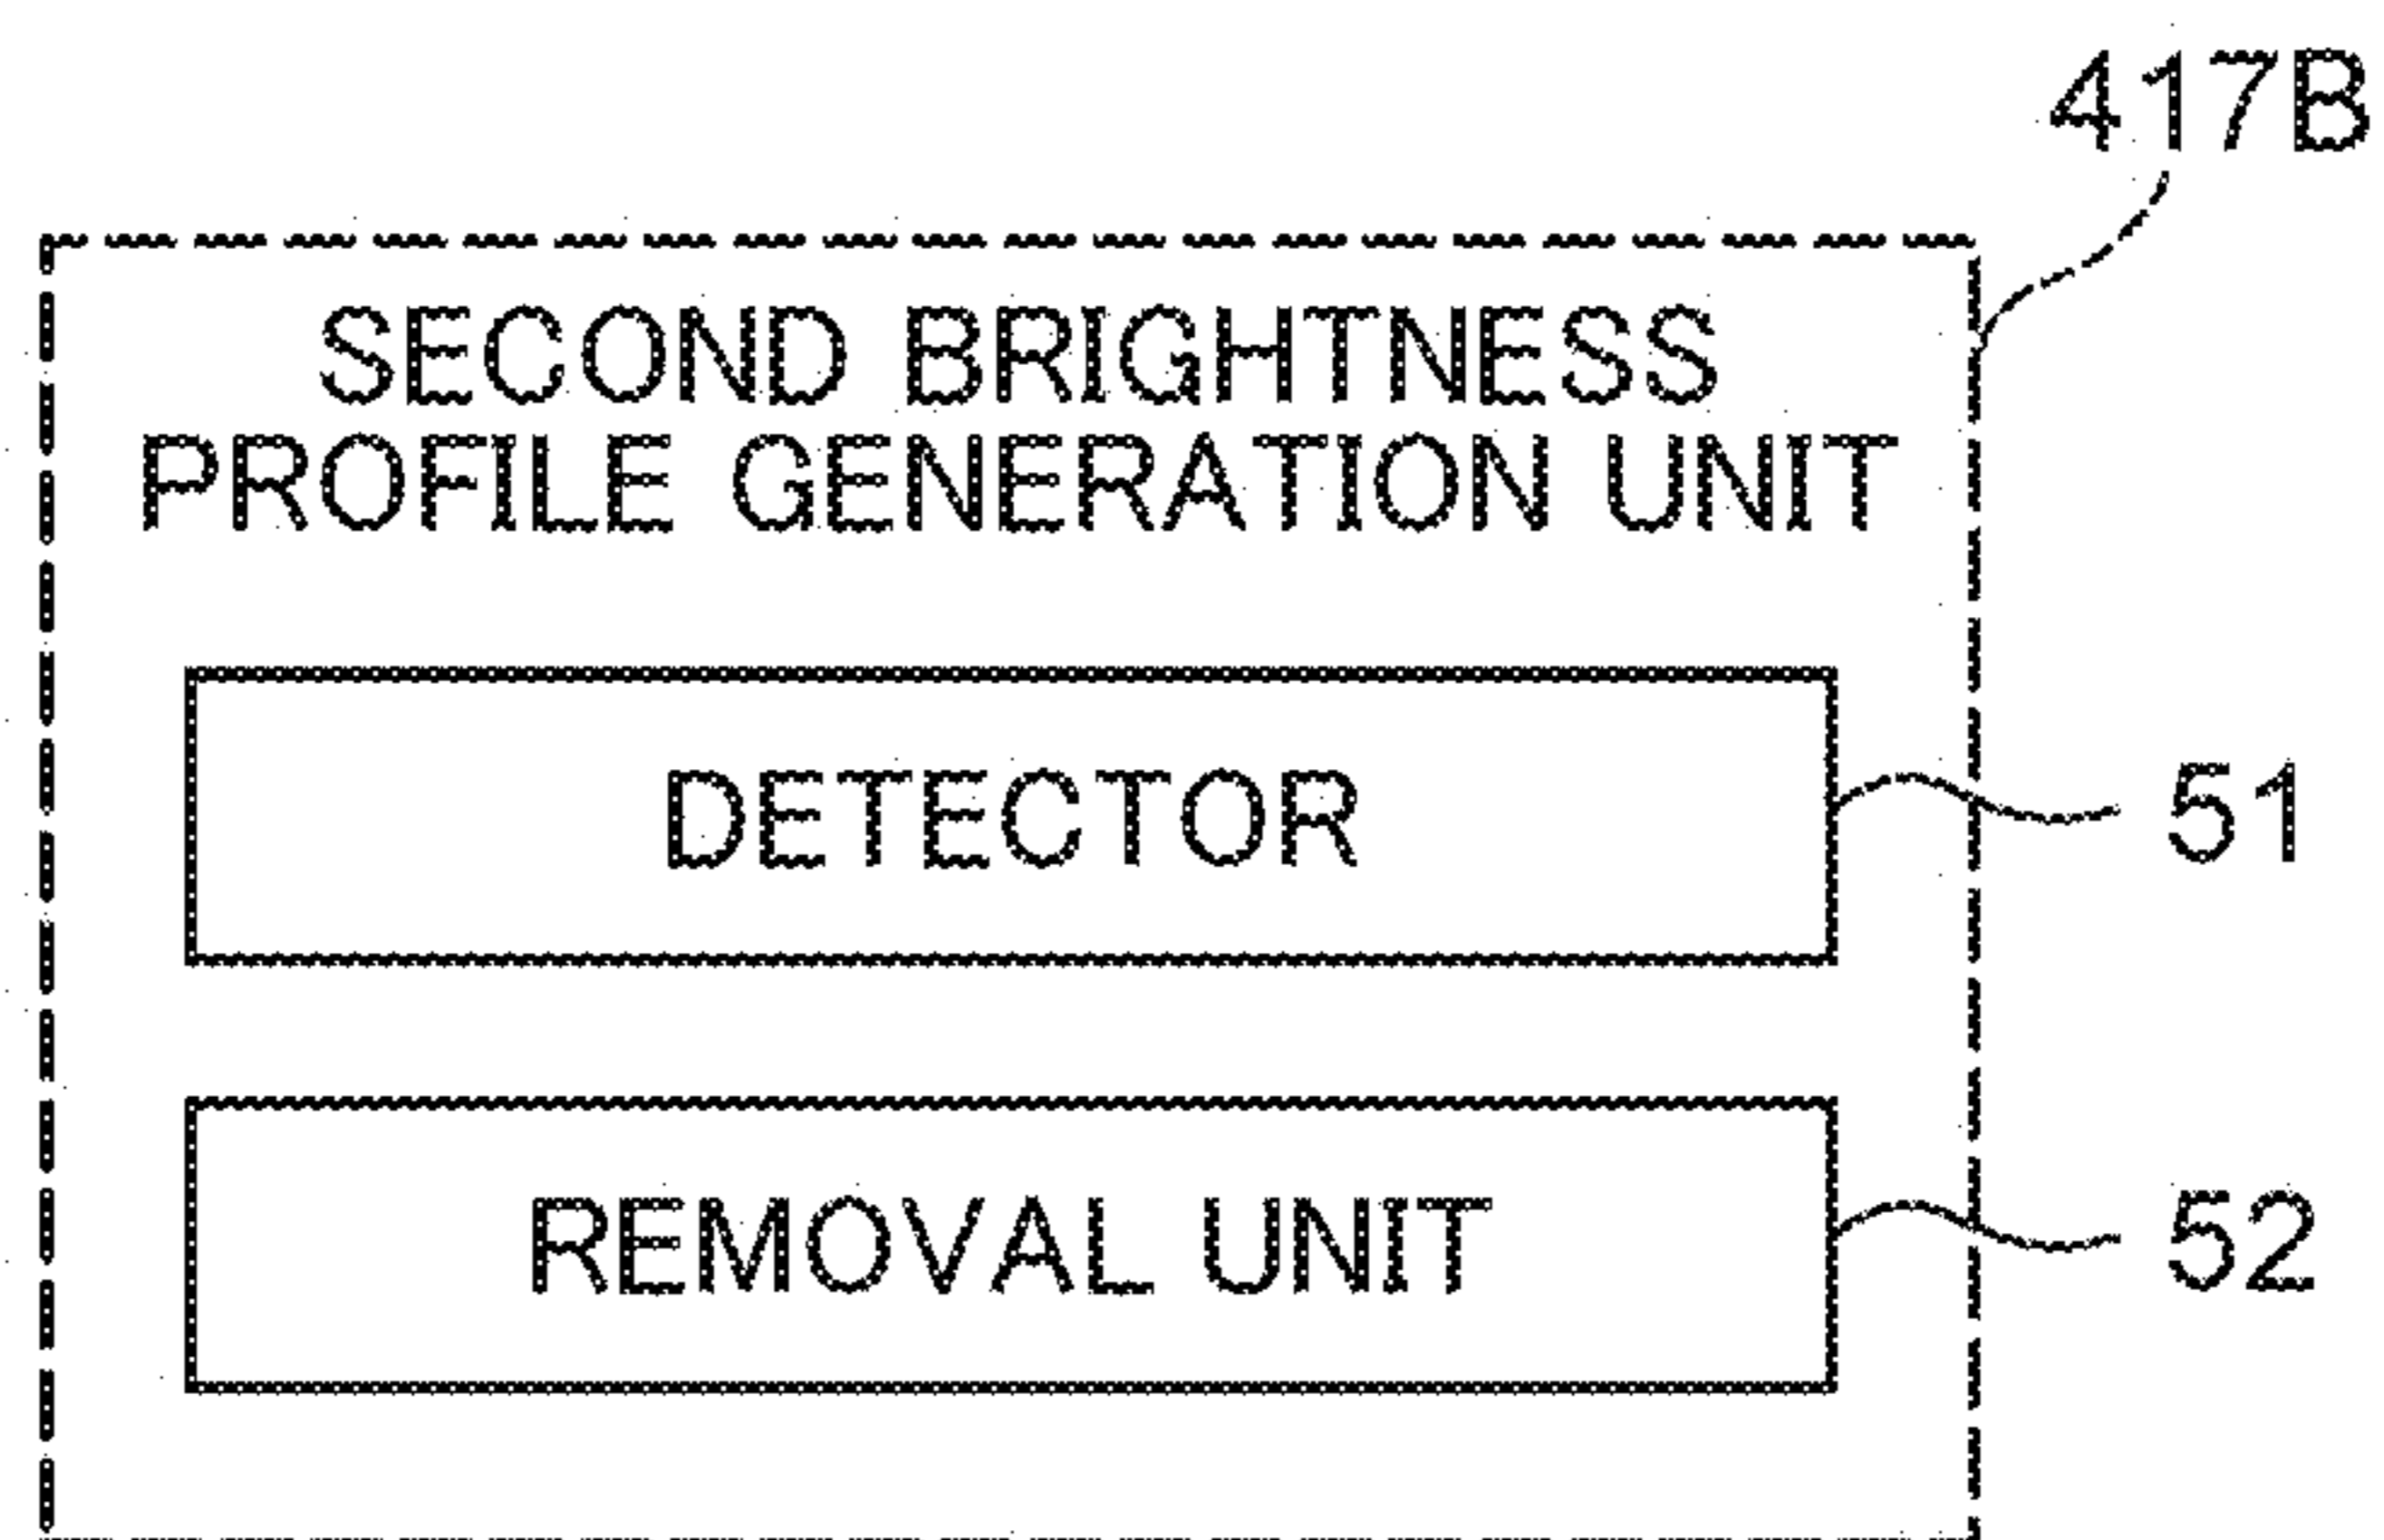 417B
SECOND BRIGHTNESS
PROFILE GENERATION UNIT
DETECTOR
51
REMOVAL UNIT
52